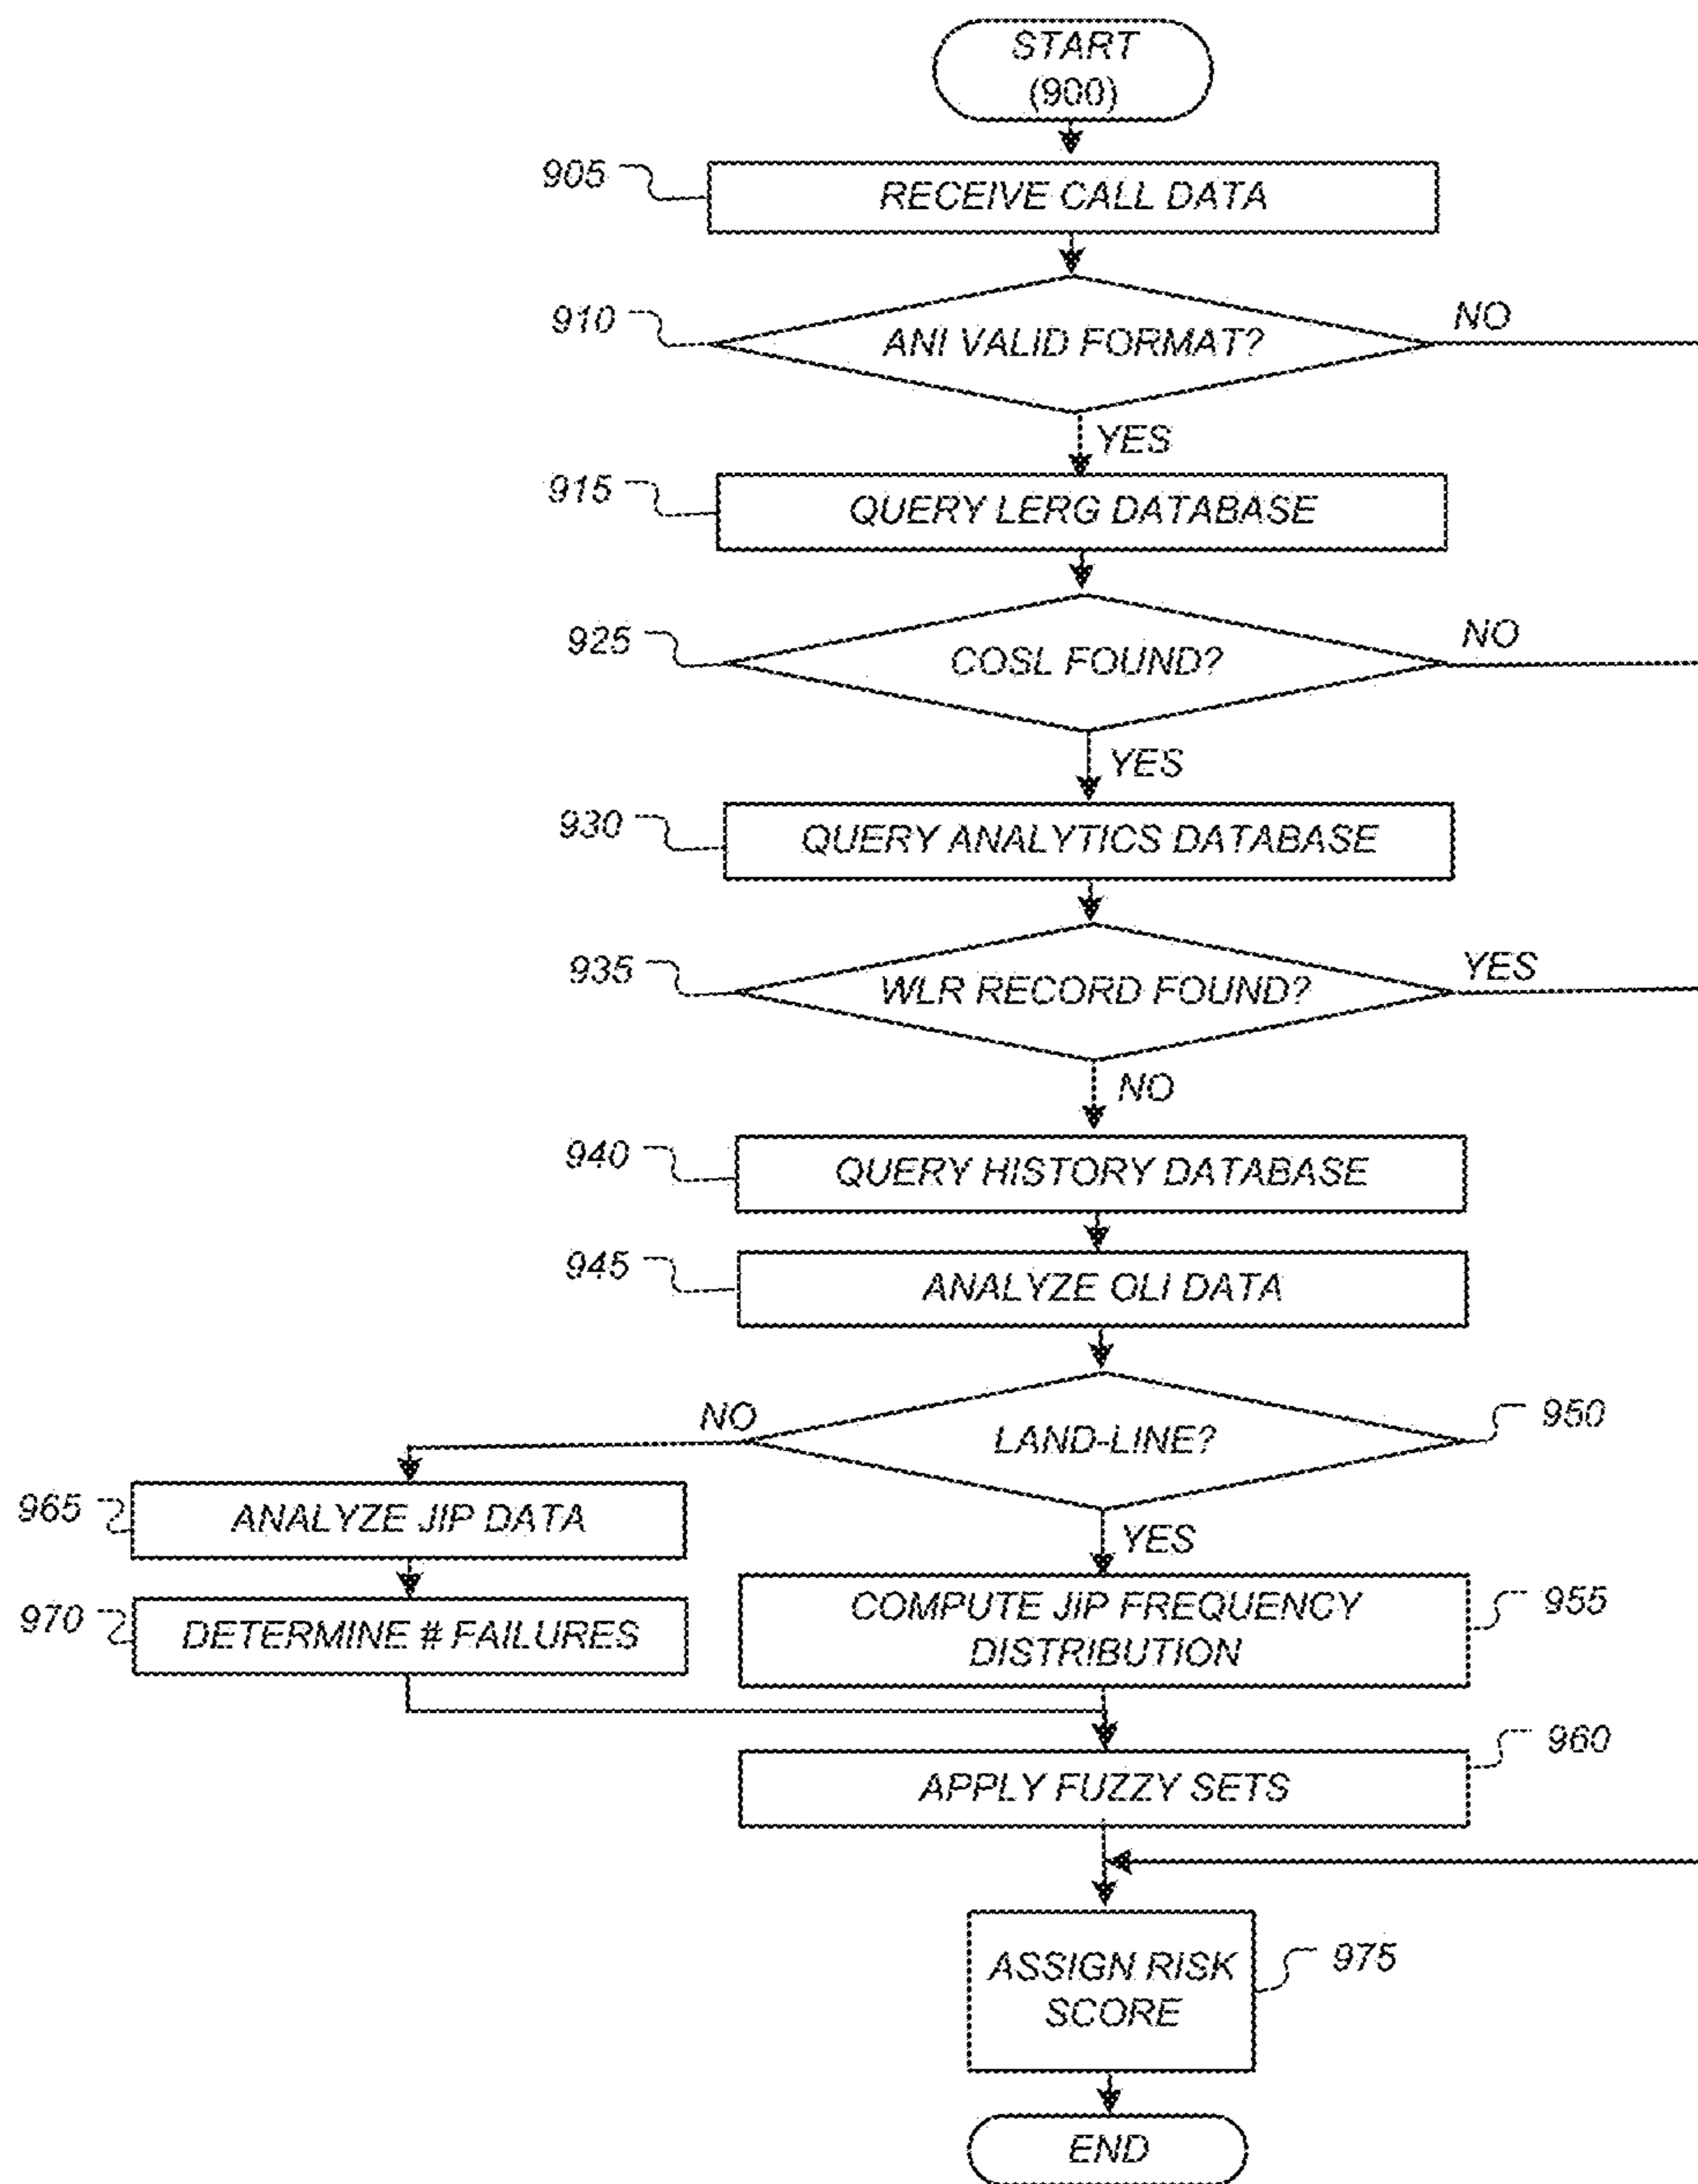 START
(900)
905
RECEIVE CALL DATA
910
ANI VALID FORMAT?
NO
YES
915
QUERY LERG DATABASE
925
COSL FOUND?
NO
YES
930
QUERY ANALYTICS DATABASE
935
WLR RECORD FOUND?
YES
NO
940
QUERY HISTORY DATABASE
945
ANALYZE OLI DATA
NO
LAND-LINE?
950
965
ANALYZE JIP DATA
YES
970
DETERMINE # FAILURES
COMPUTE JIP FREQUENCY
DISTRIBUTION
955
960
APPLY FUZZY SETS
ASSIGN RISK
SCORE
975
END